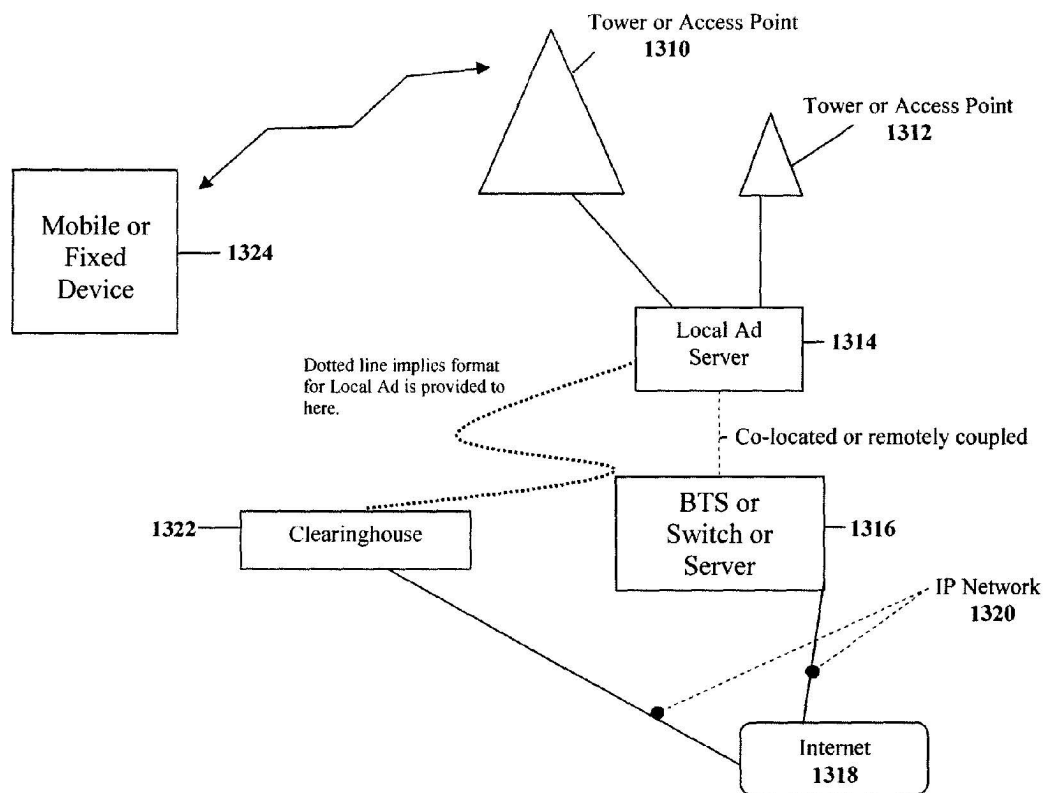 Tower or Access Point
1310
Tower or Access Point
1312
Mobile or
Fixed
Device
1324
Local Ad
Server
1314
Dotted line implies format
for Local Ad is provided to
here.
Co-located or remotely coupled
1322
Clearinghouse
BTS or
Switch or
Server
1316
IP Network
1320
Internet
1318